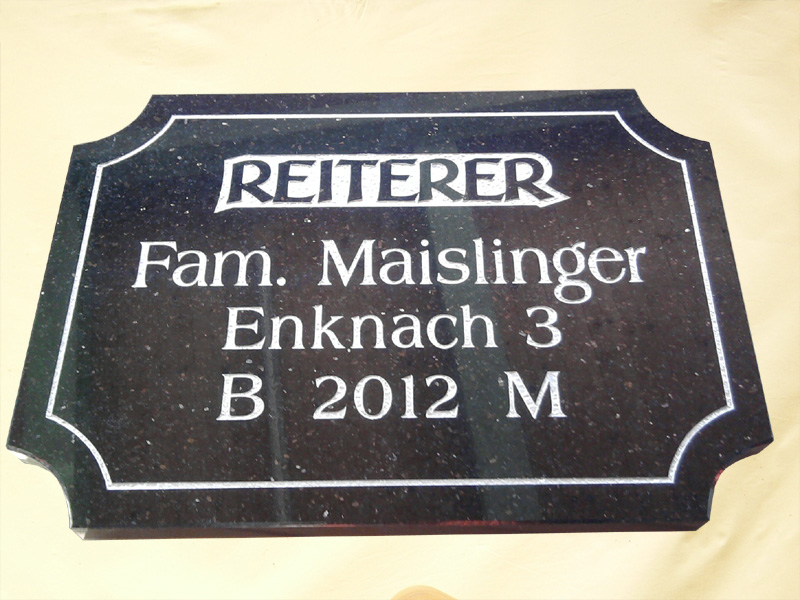 REITERER
Fam. Maislinger
Enknach 3
B 2012 M